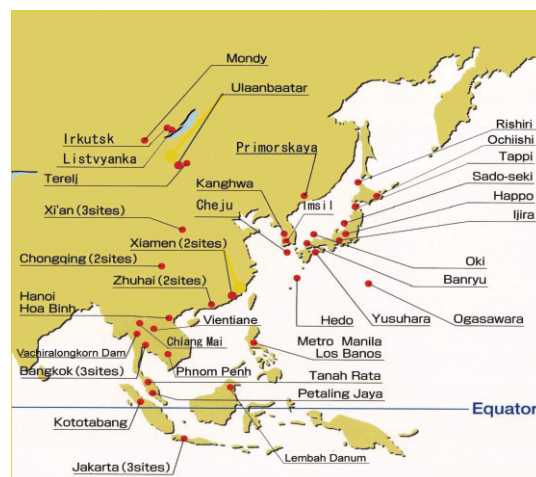 Mondy
Ulaanbaatar
Irkutsk
Listvyanka
Terelj
Primorskaya
Rishiri
Ochiishi
Tappi
Sado-seki
Happo
Ijira
Kanghwa
Imsil
Cheju
Xi'an (3sites)
Xiamen (2sites)
Chongqing (2sites)
Zhuhai (2sites)
Oki
Banryu
Hanoi
Hoa Binh
Vientiane
Hedo
Yusuhara
Ogasawara
Chiang Mai
Metro Manila
Los Banos
Vachiralongkorn Dam
Bangkok (3sites)
Phnom Penh
Tanah Rata
Petaling Jaya
Equator
Kototabang
Lembah Danum
Jakarta (3sites)